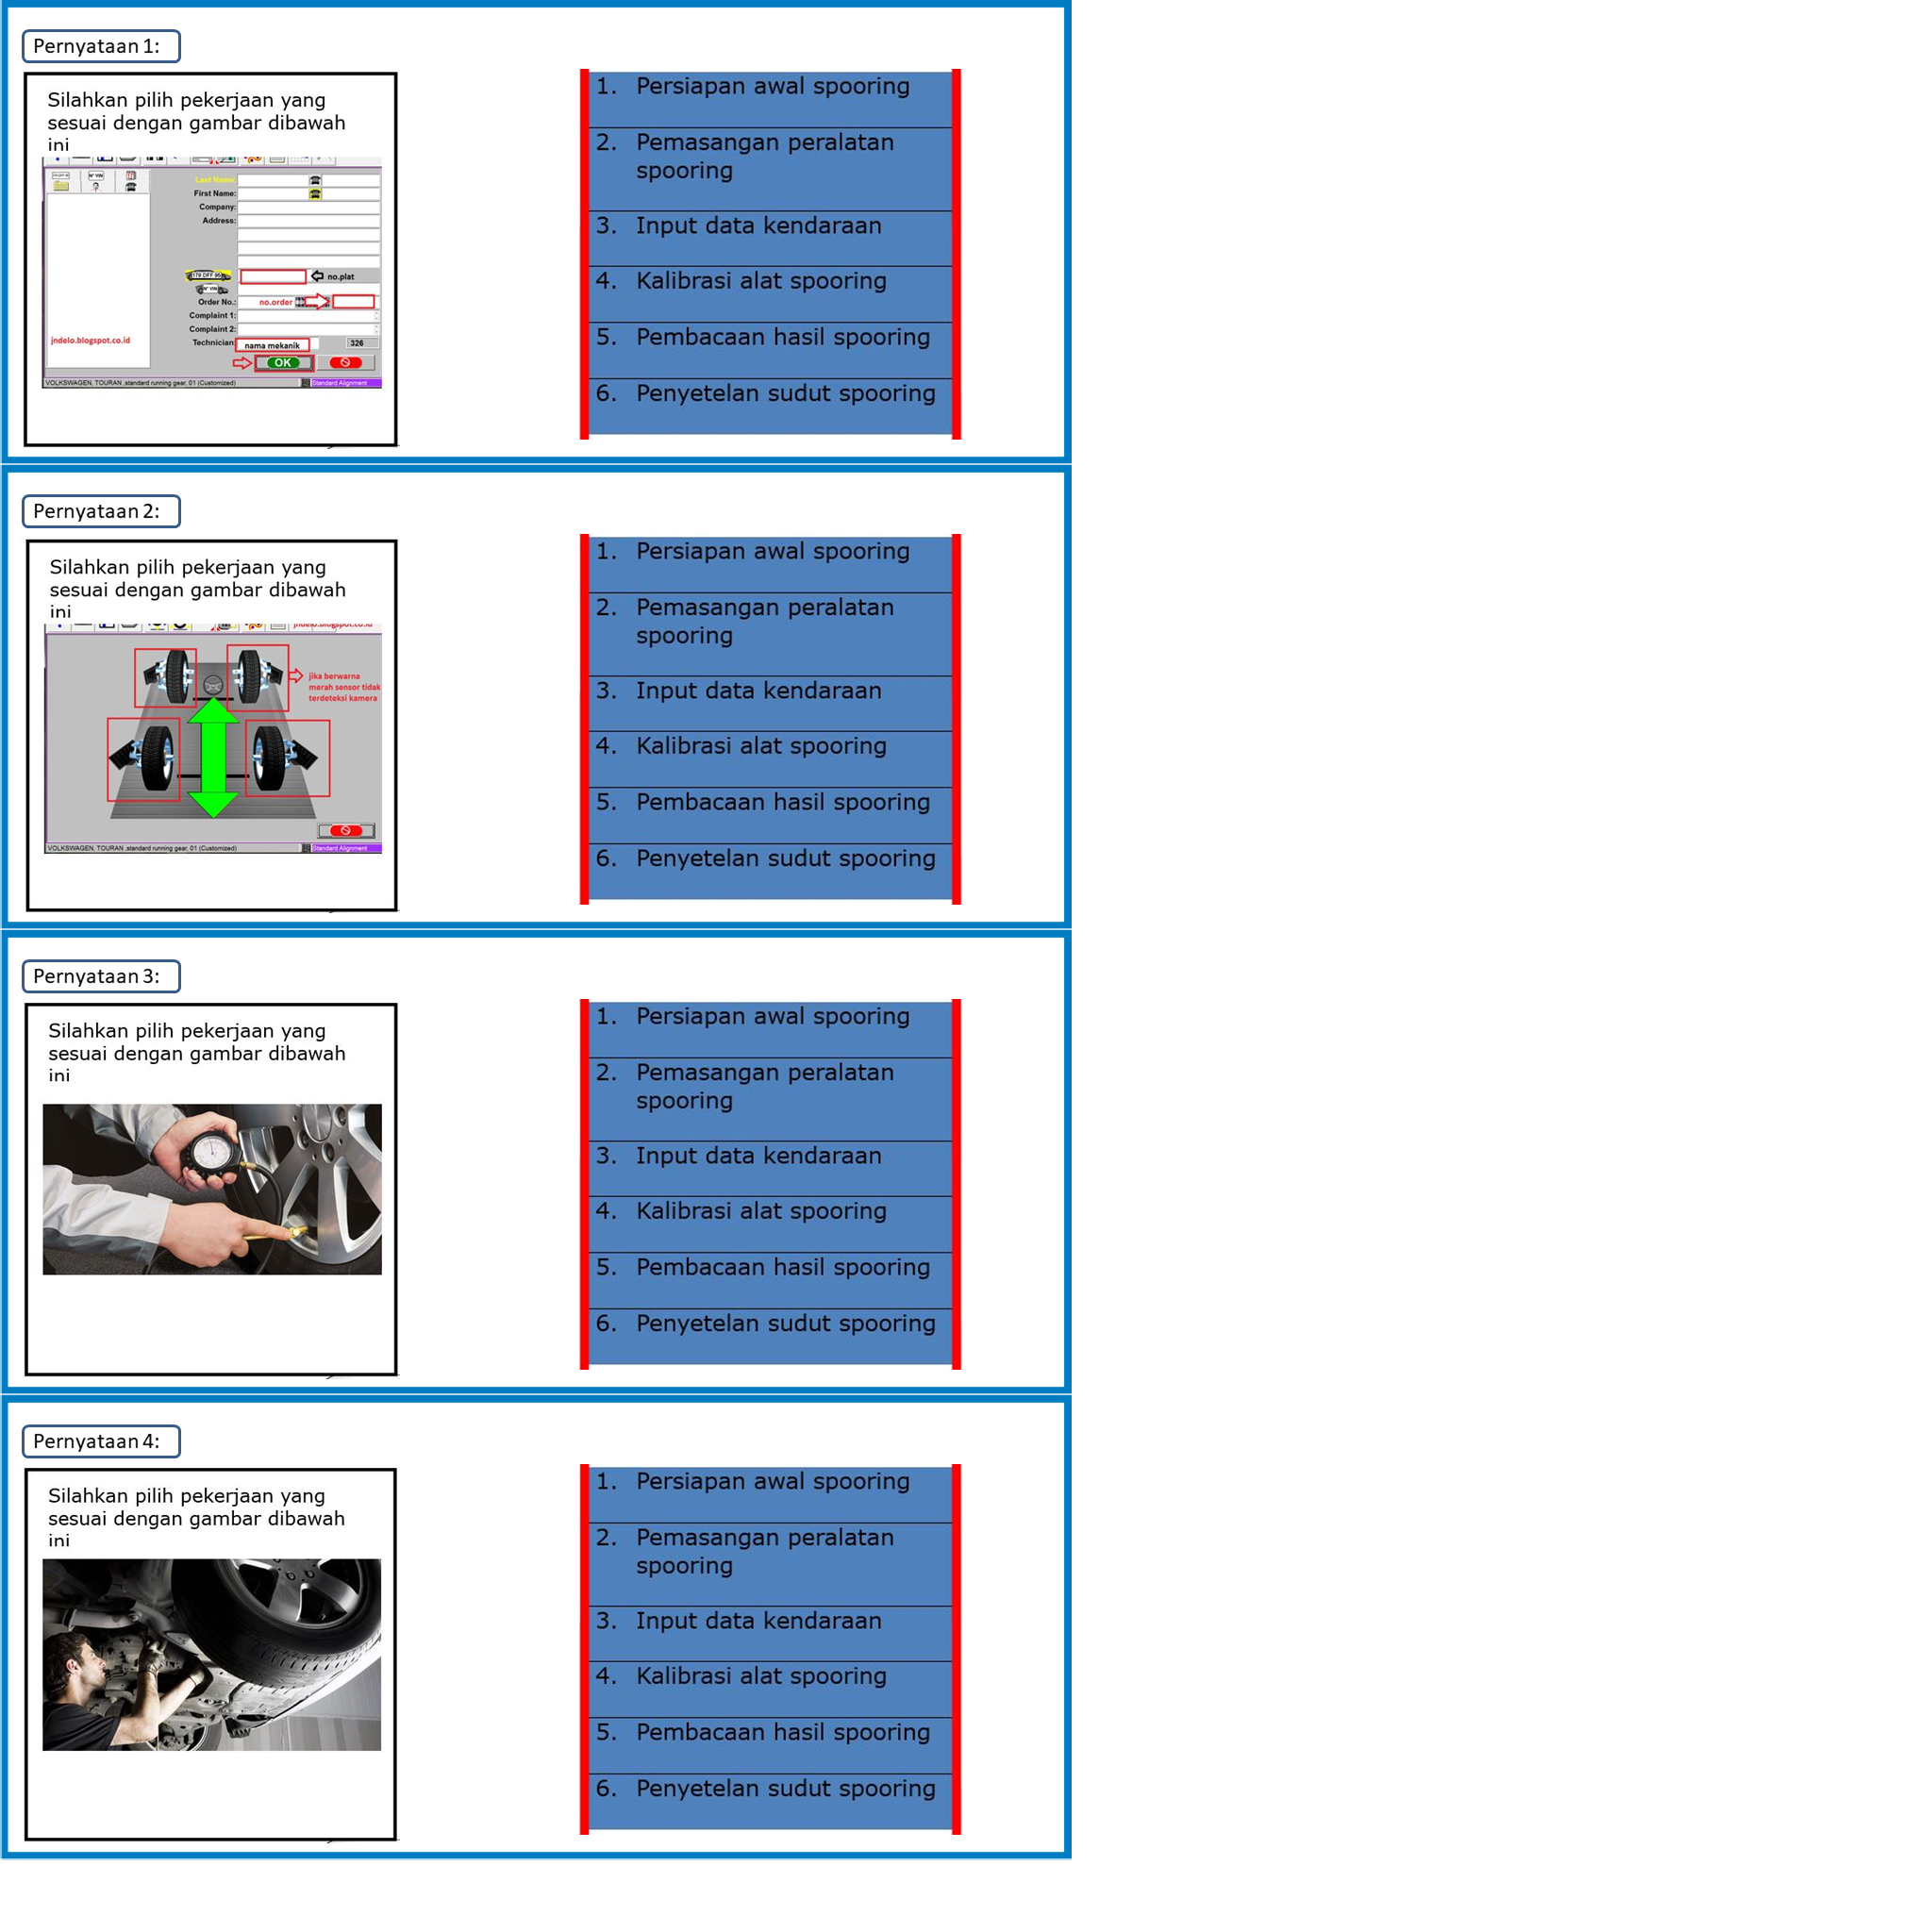 Pernyataan 1:
Silahkan pilih pekerjaan yang
sesuai dengan gambar dibawah
ini
N° VIN
Last Name:
First Name:
Company:
Address:
no.plat
N° VIN
Order No.:
no.order
Complaint 1:
Complaint 2:
Technician
nama mekanik
326
OK
jndelo.blogspot.co.id
VOLKSWAGEN, TOURAN ,standard running gear, 01 (Customized)
Standard Alignment
1. Persiapan awal spooring
2. Pemasangan peralatan
spooring
3. Input data kendaraan
4. Kalibrasi alat spooring
5. Pembacaan hasil spooring
6. Penyetelan sudut spooring
Pernyataan 2:
Silahkan pilih pekerjaan yang
sesuai dengan gambar dibawah
ini
jndelo.blogspot.co.id
jika berwarna
merah sensor tidak
terdeteksi kamera
VOLKSWAGEN, TOURAN ,standard running gear, 01 (Customized)
Standard Alignment
1. Persiapan awal spooring
2. Pemasangan peralatan
spooring
3. Input data kendaraan
4. Kalibrasi alat spooring
5. Pembacaan hasil spooring
6. Penyetelan sudut spooring
Pernyataan 3:
Silahkan pilih pekerjaan yang
sesuai dengan gambar dibawah
ini
1. Persiapan awal spooring
2. Pemasangan peralatan
spooring
3. Input data kendaraan
4. Kalibrasi alat spooring
5. Pembacaan hasil spooring
6. Penyetelan sudut spooring
Pernyataan 4:
Silahkan pilih pekerjaan yang
sesuai dengan gambar dibawah
ini
1. Persiapan awal spooring
2. Pemasangan peralatan
spooring
3. Input data kendaraan
4. Kalibrasi alat spooring
5. Pembacaan hasil spooring
6. Penyetelan sudut spooring